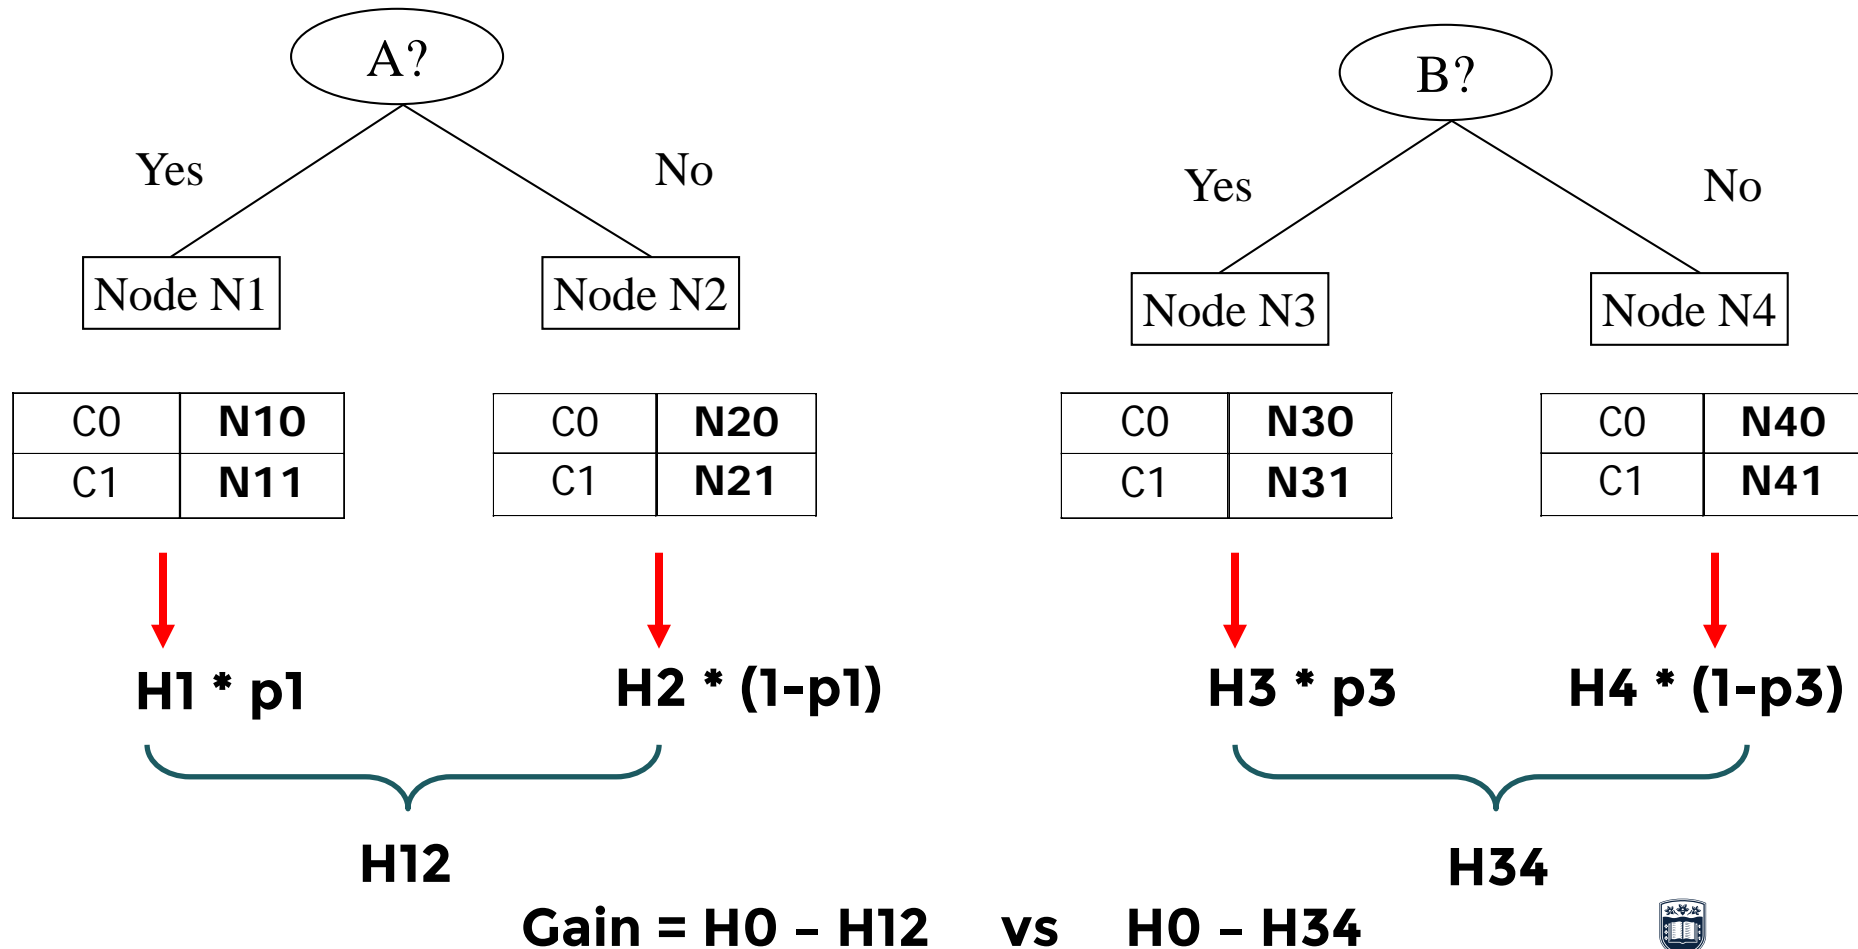 A?
Yes
No
Node N1
Node N2
C0 N10
C1 N11
C0 N20
C1 N21
H1 * p1
H2 * (1-p1)
H12
B?
Yes
No
Node N3
Node N4
C0 N30
C1 N31
C0 N40
C1 N41
H3 * p3
H4 * (1-p3)
H34
Gain = H0 – H12 vs H0 – H34